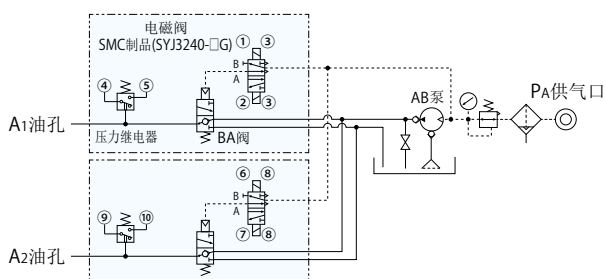 电磁阀
SMC制品(SYJ3240-□G)
① ③
B
A
② ③
④ ⑤
A1油孔
压力继电器
BA阀
AB泵
PA供气口
⑥ ⑧
B
A
⑦ ⑧
⑨ ⑩
A2油孔